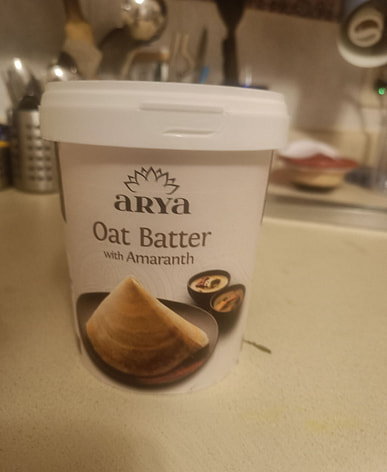 ARYA
Oat Batter
with Amaranth